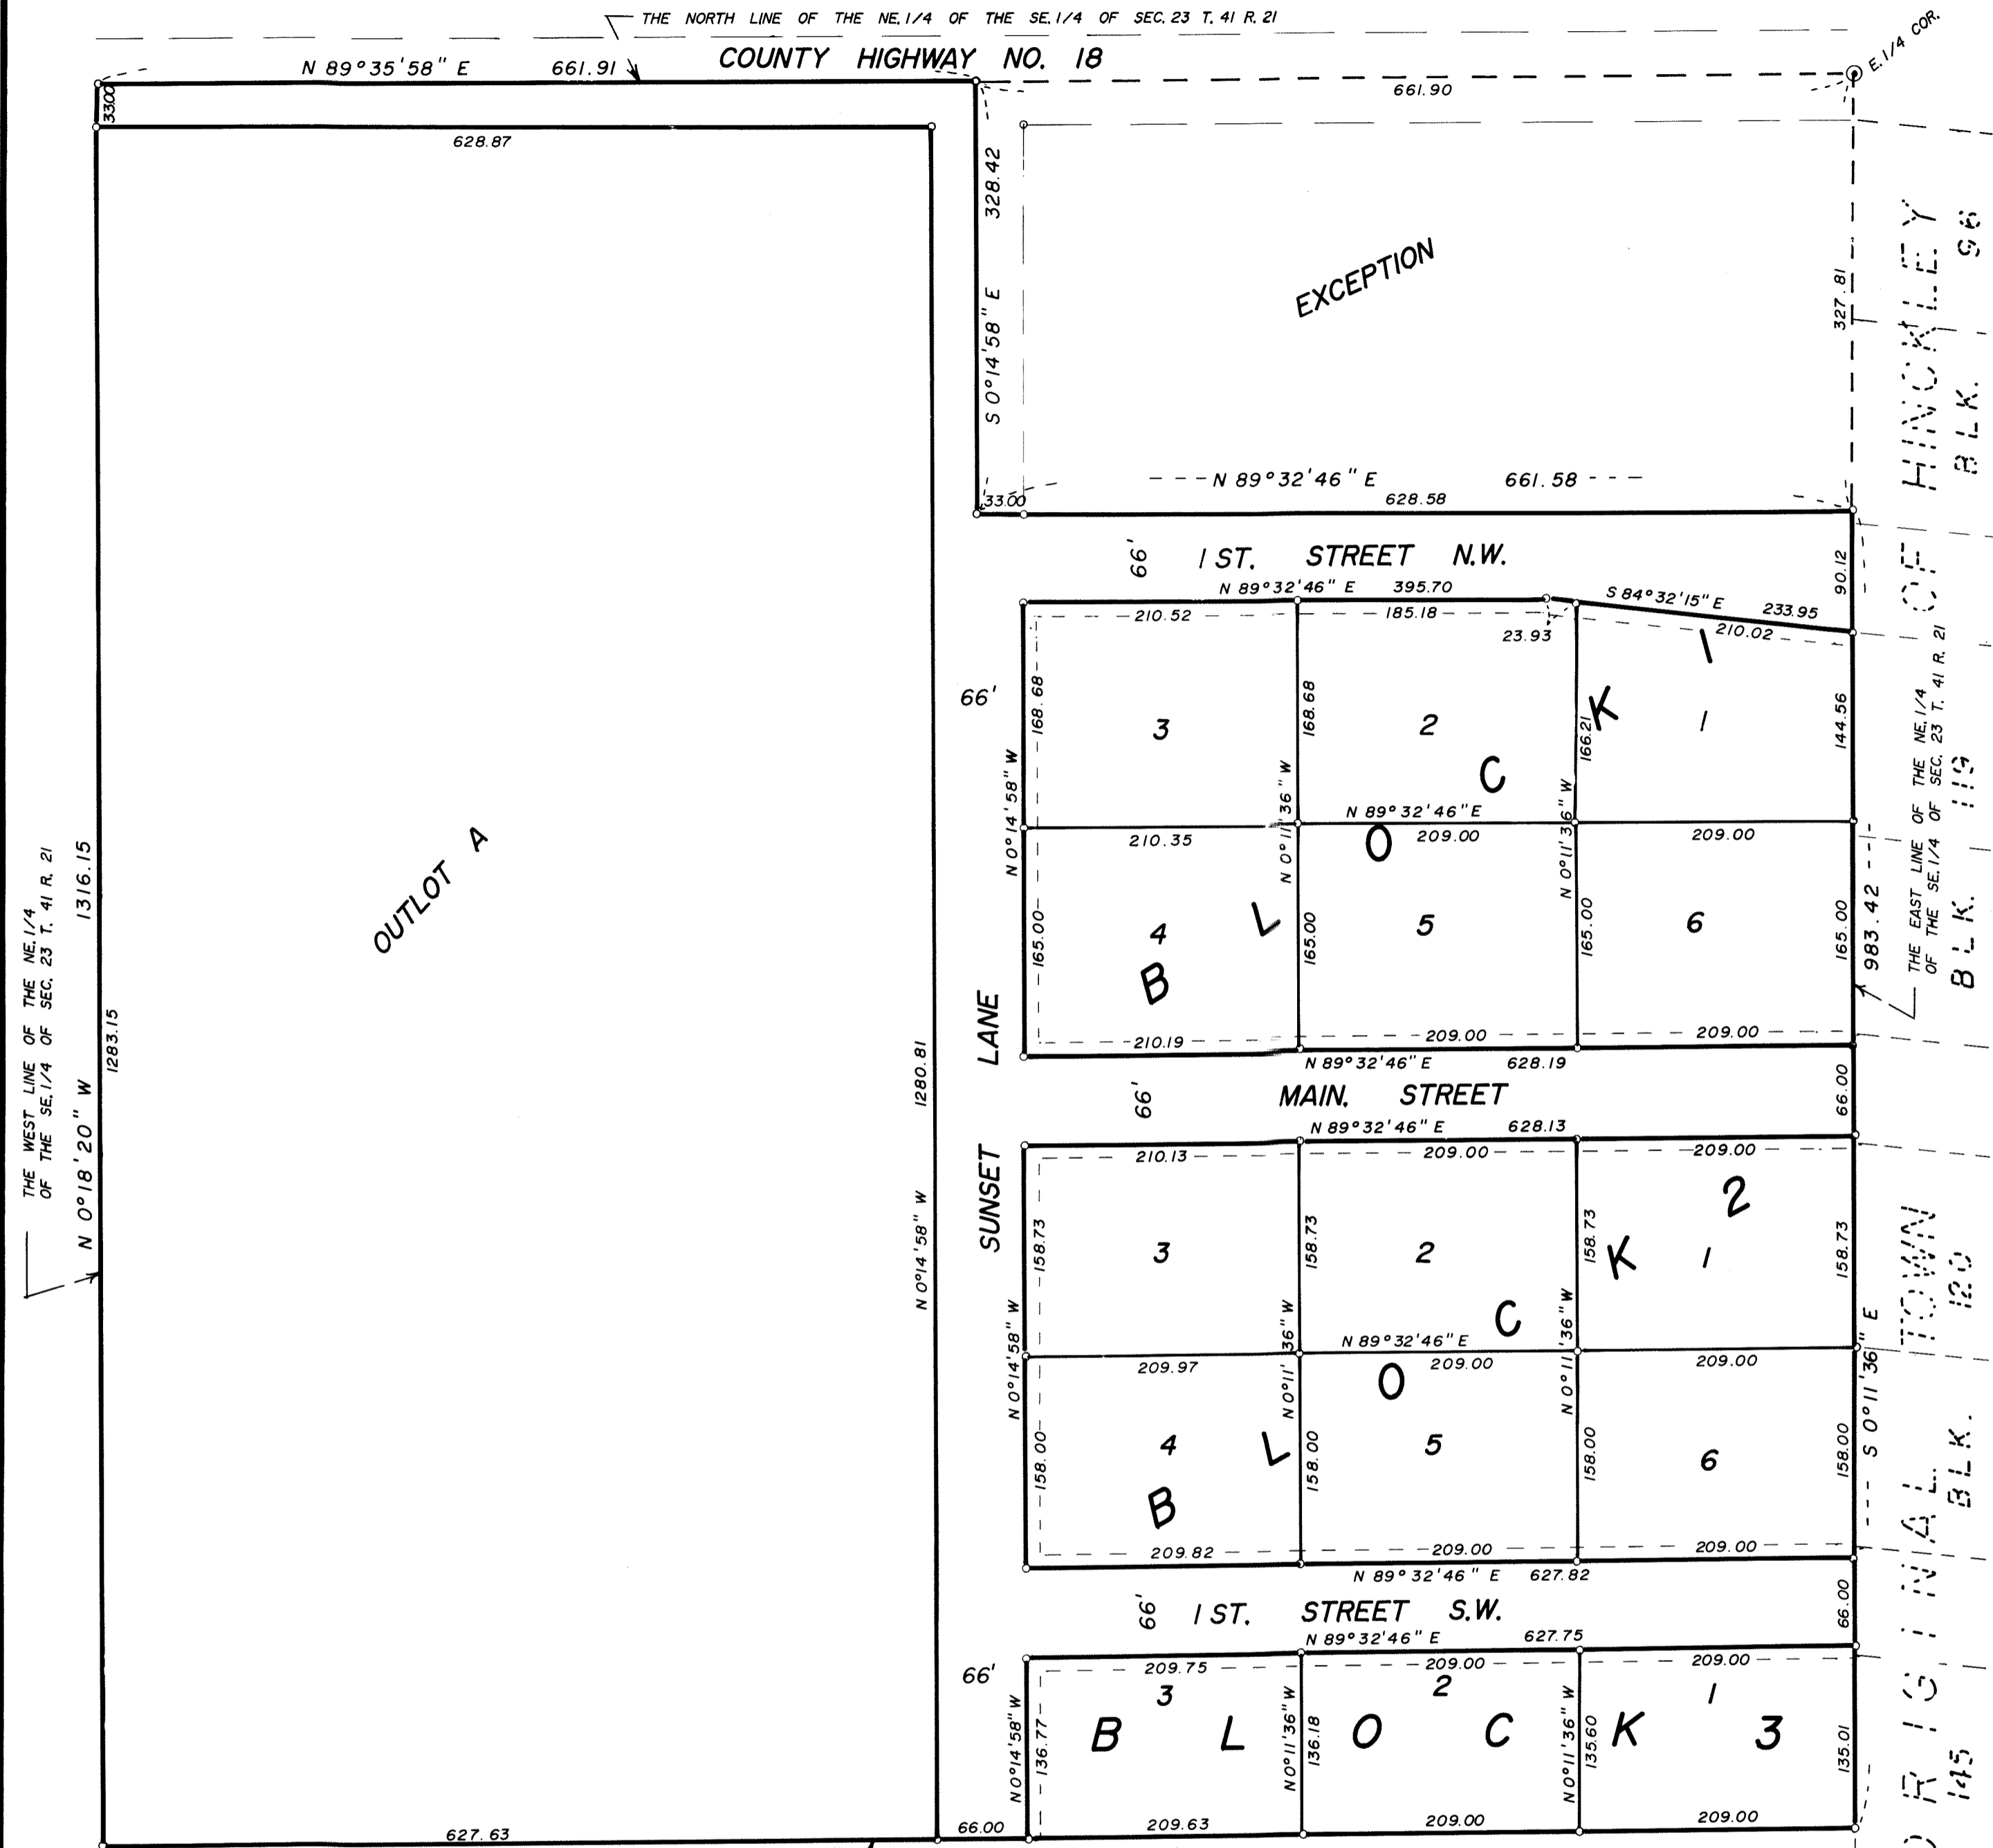 THE NORTH LINE OF THE NE.1/4 OF THE SE.1/4 OF SEC. 23 T. 41 R. 21
E. 1/4 COR.
COUNTY HIGHWAY NO. 18
N 89°35'58" E 661.91
661.90
33.00
628.87
328.42
S 0°14'58" E
EXCEPTION
327.81
HINCKLEY
BLK. 96
N 89°32'46" E 661.58
33.00
628.58
66'
1ST. STREET N.W.
90.12
N 89°32'46" E 395.70
S 84°32'15" E 233.95
210.52
185.18
23.93
210.02
1
K
66'
168.68
168.68
166.21
144.56
3
2
1
C
N 0°14'58" W
N 0°11'36" W
N 0°11'36" W
N 89°32'46" E
210.35
O
209.00
209.00
OUTLOT A
165.00
165.00
165.00
165.00
4
L
5
6
B
983.42
THE EAST LINE OF THE NE.1/4
OF THE SE.1/4 OF SEC. 23 T. 41 R. 21
OF
BLK. 119
THE WEST LINE OF THE NE.1/4
OF THE SE.1/4 OF SEC. 23 T. 41 R. 21
N 0°18'20" W 1316.15
1283.15
1280.81
N 0°14'58" W
SUNSET LANE
210.19
209.00
209.00
N 89°32'46" E 628.19
66'
MAIN. STREET
66.00
N 89°32'46" E 628.13
210.13
209.00
209.00
2
158.73
158.73
158.73
158.73
3
2
K
1
C
N 0°14'58" W
N 0°11'36" W
N 0°11'36" W
N 89°32'46" E
209.97
O
209.00
209.00
158.00
158.00
158.00
158.00
4
L
5
6
B
S 0°11'36" E
TOWN
BLK. 120
209.82
209.00
209.00
N 89°32'46" E 627.82
66'
1ST. STREET S.W.
66.00
N 89°32'46" E 627.75
66'
209.75
209.00
209.00
3
2
1
B L O C K 3
N 0°14'58" W
136.77
N 0°11'36" W
136.18
N 0°11'36" W
135.60
135.01
ORIGINAL
145
627.63
66.00
209.63
209.00
209.00